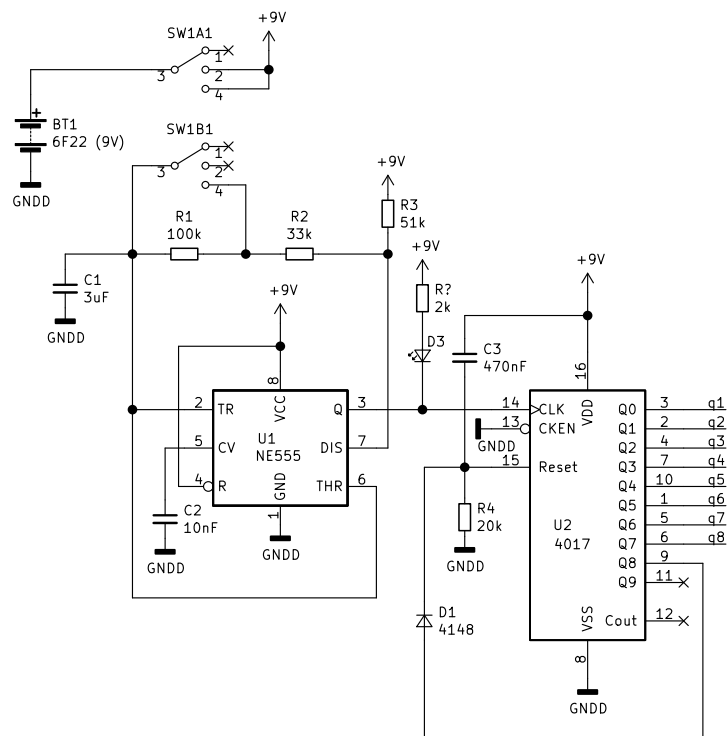 +9V
SW1A1
1
3
2
4
+
BT1
6F22 (9V)
GNDD
SW1B1
1
3
2
4
+9V
R3
51k
R1
100k
R2
33k
+9V
R?
2k
+9V
C1
3uF
GNDD
+9V
D3
C3
470nF
8
VCC
2
TR
Q
3
5
CV
U1
NE555
DIS
7
4
R
GND
THR
6
1
C2
10nF
GNDD
GNDD
16
VDD
14
CLK
Q0
3
q1
13
CKEN
Q1
2
q2
GNDD
Q2
4
q3
15
Reset
Q3
7
q4
Q4
10
q5
R4
20k
Q5
1
q6
U2
4017
Q6
5
q7
Q7
6
q8
GNDD
Q8
9
Q9
11
D1
4148
VSS
Cout
12
8
GNDD